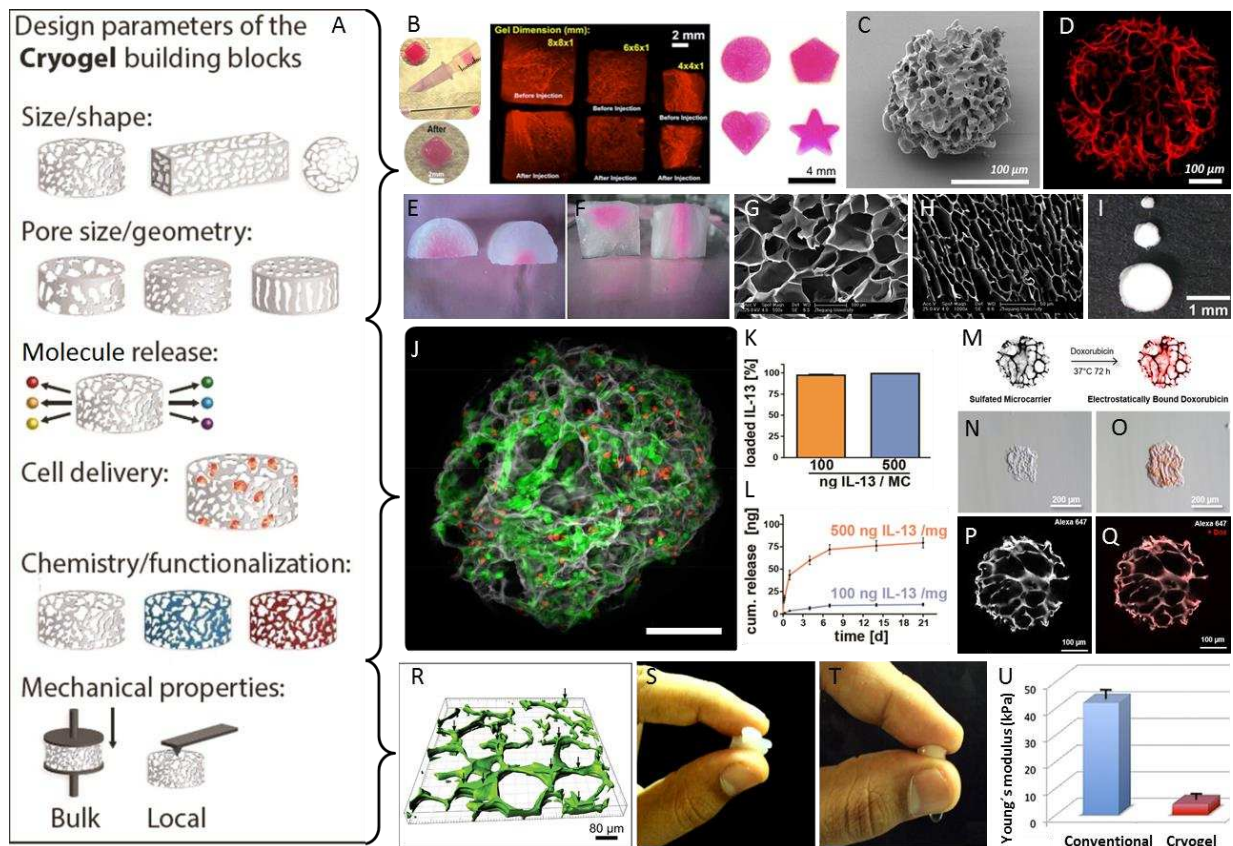 Design parameters of the
Cryogel building blocks
A
Size/shape:
Pore size/geometry:
Molecule release:
Cell delivery:
Chemistry/functionalization:
Mechanical properties:
Bulk
Local
B
After
2mm
Gel Dimension (mm):
8x8x1
6x6x1
4x4x1
2 mm
Before Injection
Before Injection
Before Injection
After Injection
After Injection
After Injection
4 mm
C
100 µm
D
100 µm
E
F
G
H
I
1 mm
J
K
loaded IL-13 [%]
100
75
50
25
0
100
500
ng IL-13 / MC
L
cum. release [ng]
100
75
50
25
0
500 ng IL-13 /mg
100 ng IL-13 /mg
0 3 6 9 12 15 18 21
time [d]
M
Doxorubicin
37°C 72 h
Sulfated Microcarrier
Electrostatically Bound Doxorubicin
N
200 µm
O
200 µm
P
Alexa 647
100 µm
Q
Alexa 647
+ Dox
100 µm
R
80 µm
S
T
U
Young´s modulus (kPa)
50
40
30
20
10
0
Conventional
Cryogel